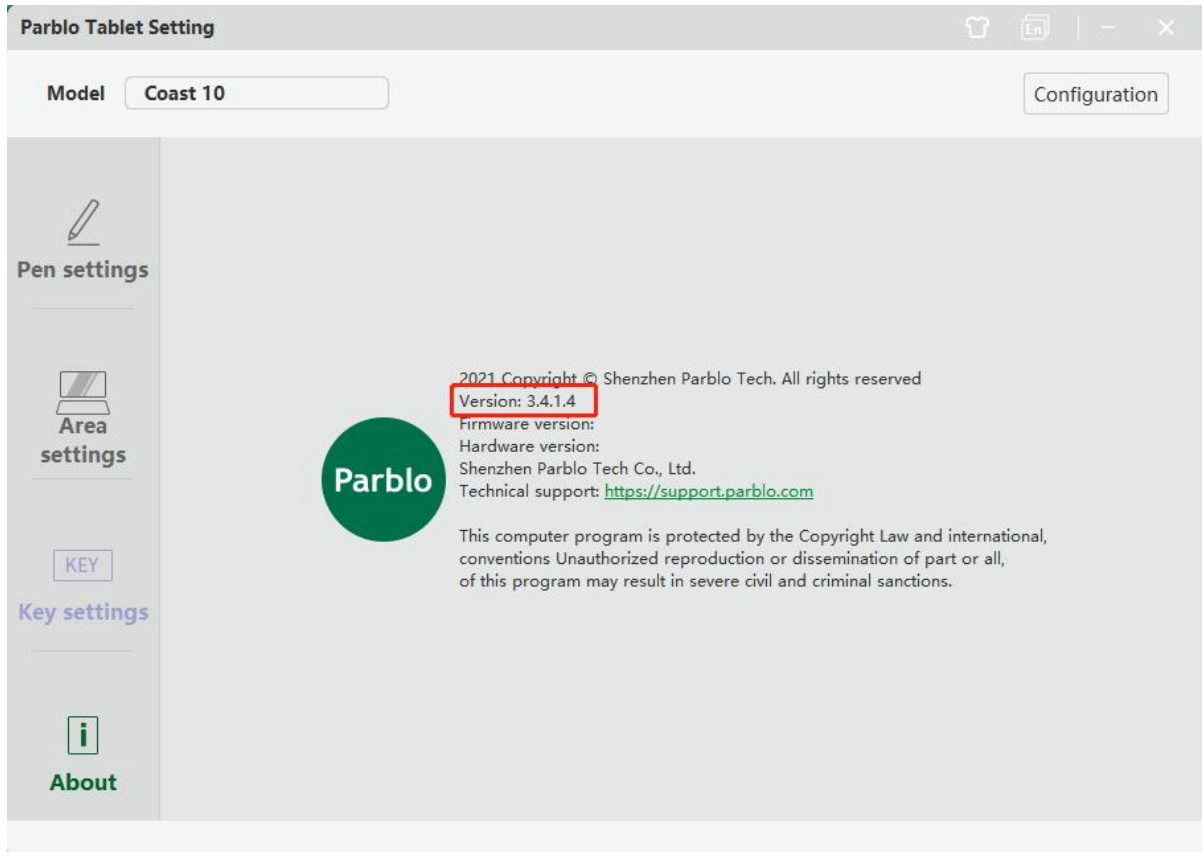 Parblo Tablet Setting
En
Model
Coast 10
Configuration
Pen settings
Area
settings
KEY
Key settings
i
About
Parblo
2021 Copyright © Shenzhen Parblo Tech. All rights reserved
Version: 3.4.1.4
Firmware version:
Hardware version:
Shenzhen Parblo Tech Co., Ltd.
Technical support: https://support.parblo.com
This computer program is protected by the Copyright Law and international,
conventions Unauthorized reproduction or dissemination of part or all,
of this program may result in severe civil and criminal sanctions.